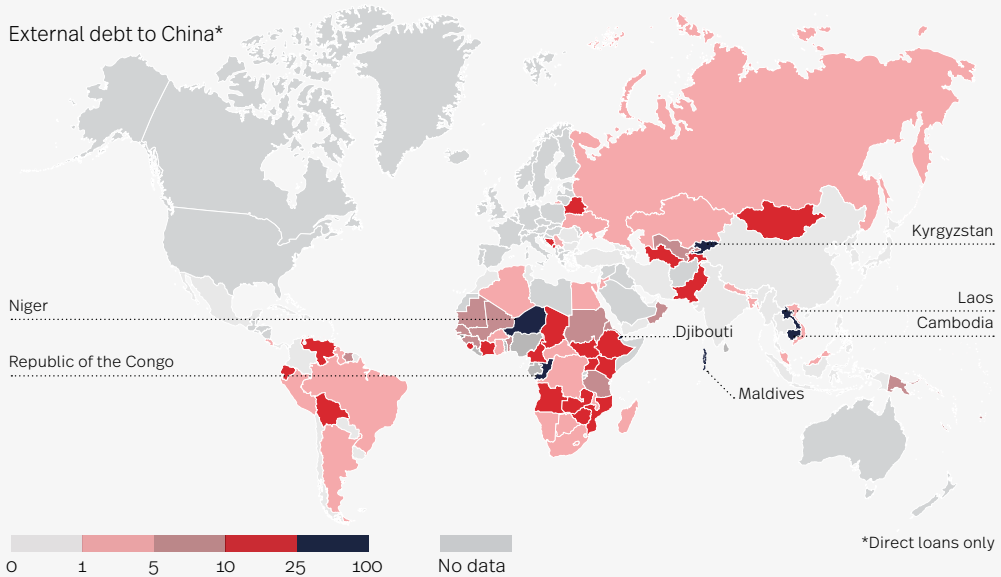 External debt to China*
Kyrgyzstan
Niger
Laos
Cambodia
Djibouti
Republic of the Congo
Maldives
*Direct loans only
0 1 5 10 25 100 No data